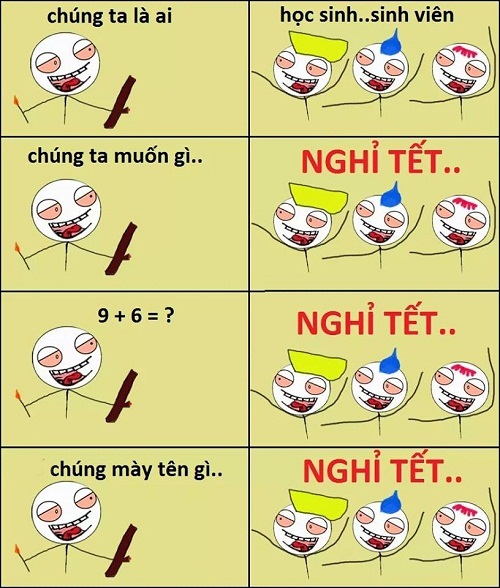 chúng ta là ai
học sinh..sinh viên
chúng ta muốn gì..
NGHỈ TẾT..
9 + 6 = ?
NGHỈ TẾT..
chúng mày tên gì..
NGHỈ TẾT..